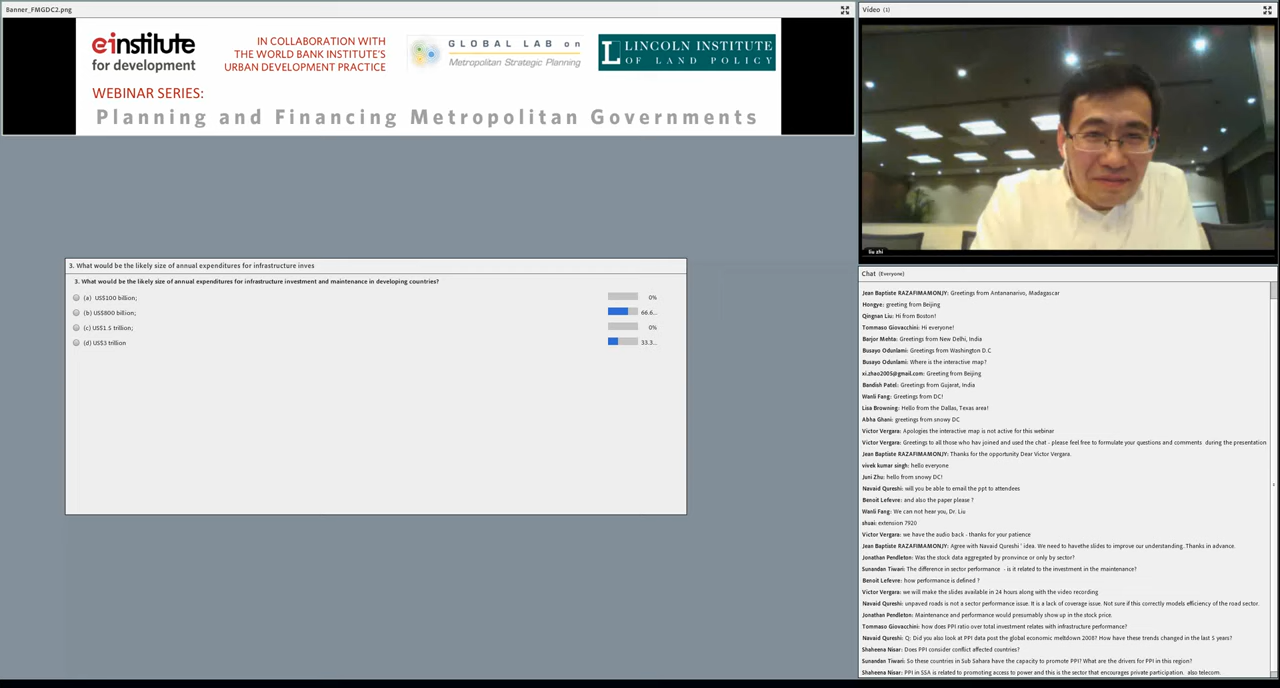 Banner_FMGDC2.png
einstitute
for development
IN COLLABORATION WITH
THE WORLD BANK INSTITUTE'S
URBAN DEVELOPMENT PRACTICE
GLOBAL LAB on
Metropolitan Strategic Planning
LINCOLN INSTITUTE
OF LAND POLICY
WEBINAR SERIES:
Planning and Financing Metropolitan Governments
3. What would be the likely size of annual expenditures for infrastructure inves
3. What would be the likely size of annual expenditures for infrastructure investment and maintenance in developing countries?
(a) US$100 billion; 0%
(b) US$800 billion; 66.6...
(c) US$1.5 trillion; 0%
(d) US$3 trillion 33.3...
Video (1)
liu zhi
Chat (Everyone)
Jean Baptiste RAZAFIMAMONJY: Greetings from Antananarivo, Madagascar
Hongye: greeting from Beijing
Qingnan Liu: Hi from Boston!
Tommaso Giovacchini: Hi everyone!
Barjor Mehta: Greetings from New Delhi, India
Busayo Odunlami: Greetings from Washington D.C
Busayo Odunlami: Where is the interactive map?
xi.zhao2005@gmail.com: Greeting from Beijing
Bandish Patel: Greetings from Gujarat, India
Wanli Fang: Greetings from DC!
Lisa Browning: Hello from the Dallas, Texas area!
Abha Ghani: greetings from snowy DC
Victor Vergara: Apologies the interactive map is not active for this webinar
Victor Vergara: Greetings to all those who hav joined and used the chat - please feel free to formulate your questions and comments during the presentation
Jean Baptiste RAZAFIMAMONJY: Thanks for the opportunity Dear Victor Vergara.
vivek kumar singh: hello everyone
Juni Zhu: hello from snowy DC!
Navaid Qureshi: will you be able to email the ppt to attendees
Benoit Lefevre: and also the paper please ?
Wanli Fang: We can not hear you, Dr. Liu
shuai: extension 7920
Victor Vergara: we have the audio back - thanks for your patience
Jean Baptiste RAZAFIMAMONJY: Agree with Navaid Qureshi ' idea. We need to havethe slides to improve our understanding. Thanks in advance.
Jonathan Pendleton: Was the stock data aggregated by pronvince or only by sector?
Sunandan Tiwari: The difference in sector performance - is it related to the investment in the maintenance?
Benoit Lefevre: how performance is defined ?
Victor Vergara: we will make the slides available in 24 hours along with the video recording
Navaid Qureshi: unpaved roads is not a sector performance issue. It is a lack of coverage issue. Not sure if this correctly models efficiency of the road sector.
Jonathan Pendleton: Maintenance and performance would presumably show up in the stock price.
Tommaso Giovacchini: how does PPI ratio over total investment relates with infrastructure performance?
Navaid Qureshi: Q: Did you also look at PPI data post the global economic meltdown 2008? How have these trends changed in the last 5 years?
Shaheena Nisar: Does PPI consider conflict affected countries?
Sunandan Tiwari: So these countries in Sub Sahara have the capacity to promote PPI? What are the drivers for PPI in this region?
Shaheena Nisar: PPI in SSA is related to promoting access to power and this is the sector that encourages private participation. also telecom.